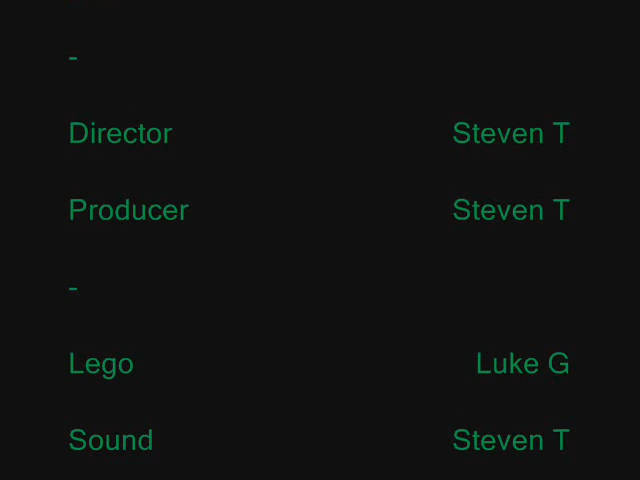 -
Director Steven T
Producer Steven T
-
Lego Luke G
Sound Steven T